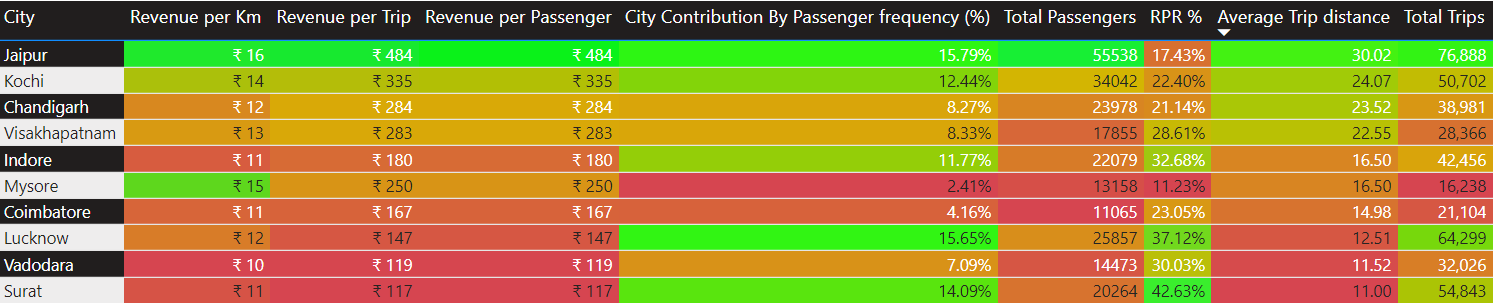 City Revenue per Km Revenue per Trip Revenue per Passenger City Contribution By Passenger frequency (%) Total Passengers RPR % Average Trip distance Total Trips
Jaipur ₹ 16 ₹ 484 ₹ 484 15.79% 55538 17.43% 30.02 76,888
Kochi ₹ 14 ₹ 335 ₹ 335 12.44% 34042 22.40% 24.07 50,702
Chandigarh ₹ 12 ₹ 284 ₹ 284 8.27% 23978 21.14% 23.52 38,981
Visakhapatnam ₹ 13 ₹ 283 ₹ 283 8.33% 17855 28.61% 22.55 28,366
Indore ₹ 11 ₹ 180 ₹ 180 11.77% 22079 32.68% 16.50 42,456
Mysore ₹ 15 ₹ 250 ₹ 250 2.41% 13158 11.23% 16.50 16,238
Coimbatore ₹ 11 ₹ 167 ₹ 167 4.16% 11065 23.05% 14.98 21,104
Lucknow ₹ 12 ₹ 147 ₹ 147 15.65% 25857 37.12% 12.51 64,299
Vadodara ₹ 10 ₹ 119 ₹ 119 7.09% 14473 30.03% 11.52 32,026
Surat ₹ 11 ₹ 117 ₹ 117 14.09% 20264 42.63% 11.00 54,843